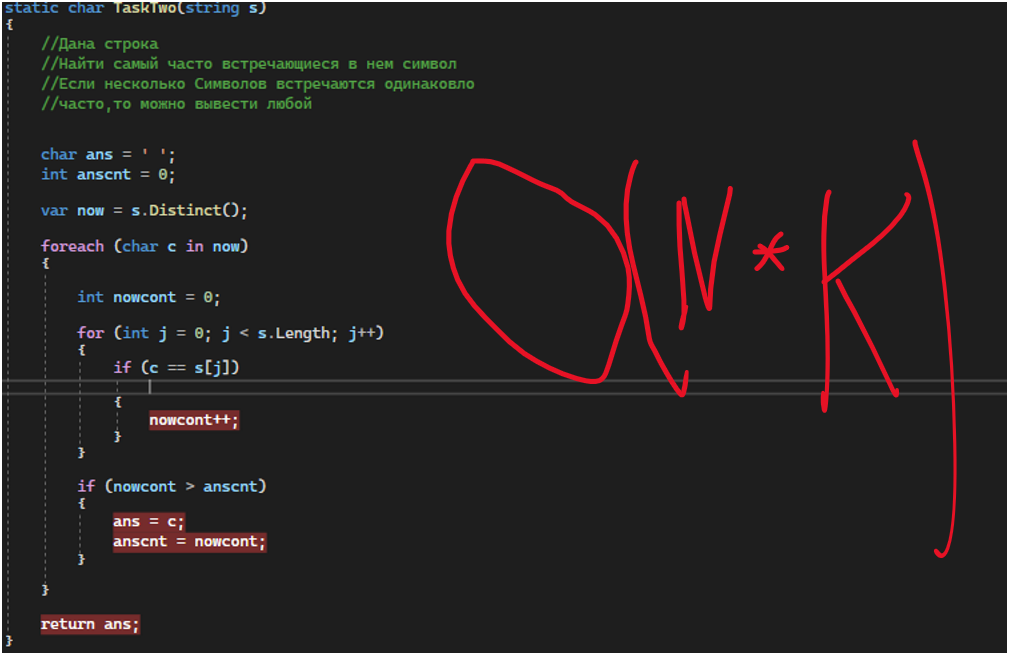 static char TaskTwo(string s)
{
//Дана строка
//Найти самый часто встречающиеся в нем символ
//Если несколько Символов встречаются одинаковло
//часто,то можно вывести любой
char ans = ' ';
int anscnt = 0;
var now = s.Distinct();
foreach (char c in now)
{
int nowcont = 0;
for (int j = 0; j < s.Length; j++)
{
if (c == s[j])
{
nowcont++;
}
}
if (nowcont > anscnt)
{
ans = c;
anscnt = nowcont;
}
}
return ans;
}
O(N*K)